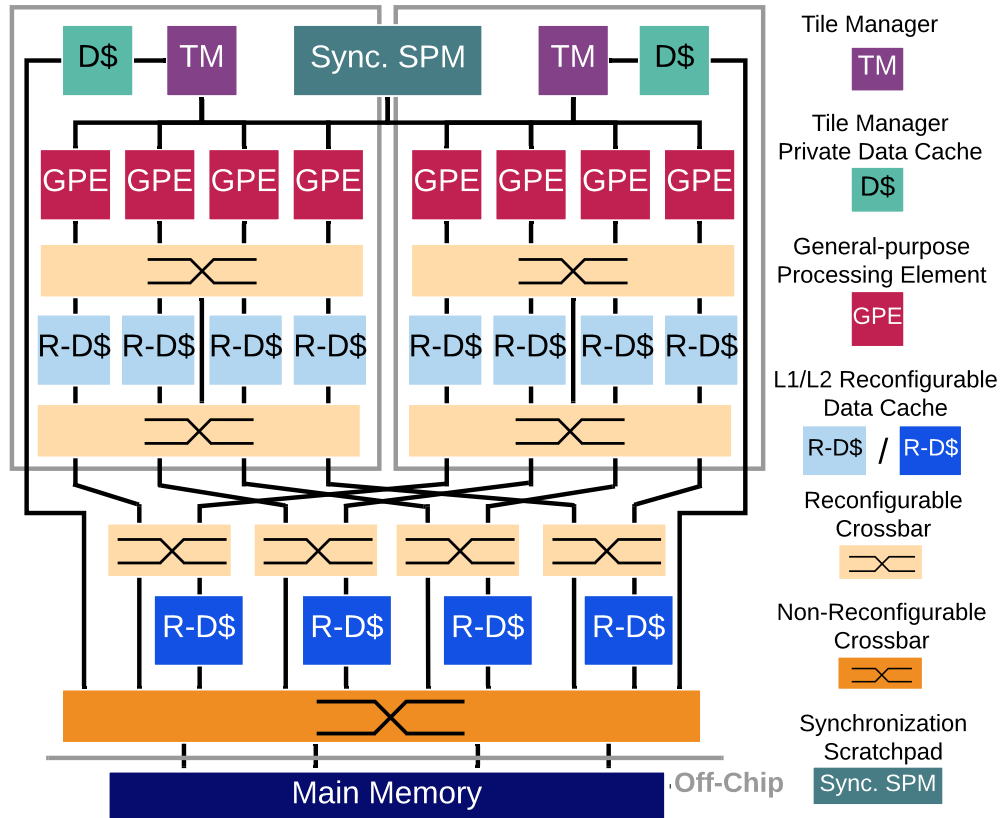 D$ TM Sync. SPM TM D$
GPE GPE GPE GPE GPE GPE GPE GPE
R-D$ R-D$ R-D$ R-D$ R-D$ R-D$ R-D$ R-D$
R-D$ R-D$ R-D$ R-D$
Main Memory
Off-Chip
Tile Manager
TM
Tile Manager
Private Data Cache
D$
General-purpose
Processing Element
GPE
L1/L2 Reconfigurable
Data Cache
R-D$ / R-D$
Reconfigurable
Crossbar
Non-Reconfigurable
Crossbar
Synchronization
Scratchpad
Sync. SPM